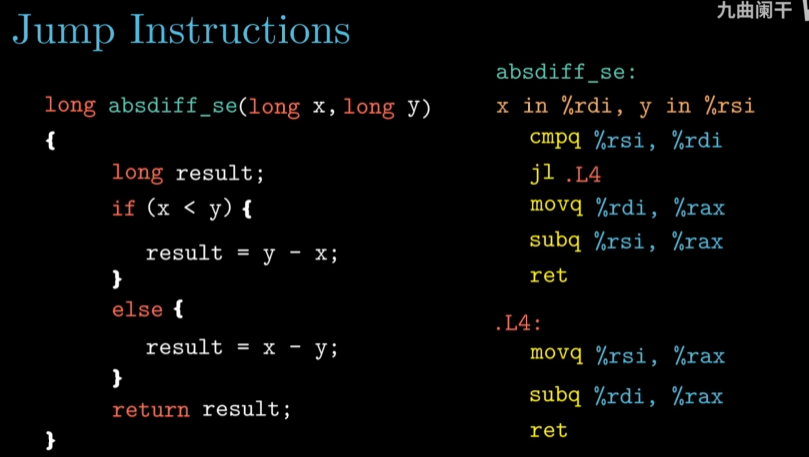 九曲阑干
Jump Instructions
long absdiff_se(long x,long y)
{
long result;
if (x < y) {
result = y - x;
}
else {
result = x - y;
}
return result;
}
absdiff_se:
x in %rdi, y in %rsi
cmpq %rsi, %rdi
jl .L4
movq %rdi, %rax
subq %rsi, %rax
ret
.L4:
movq %rsi, %rax
subq %rdi, %rax
ret